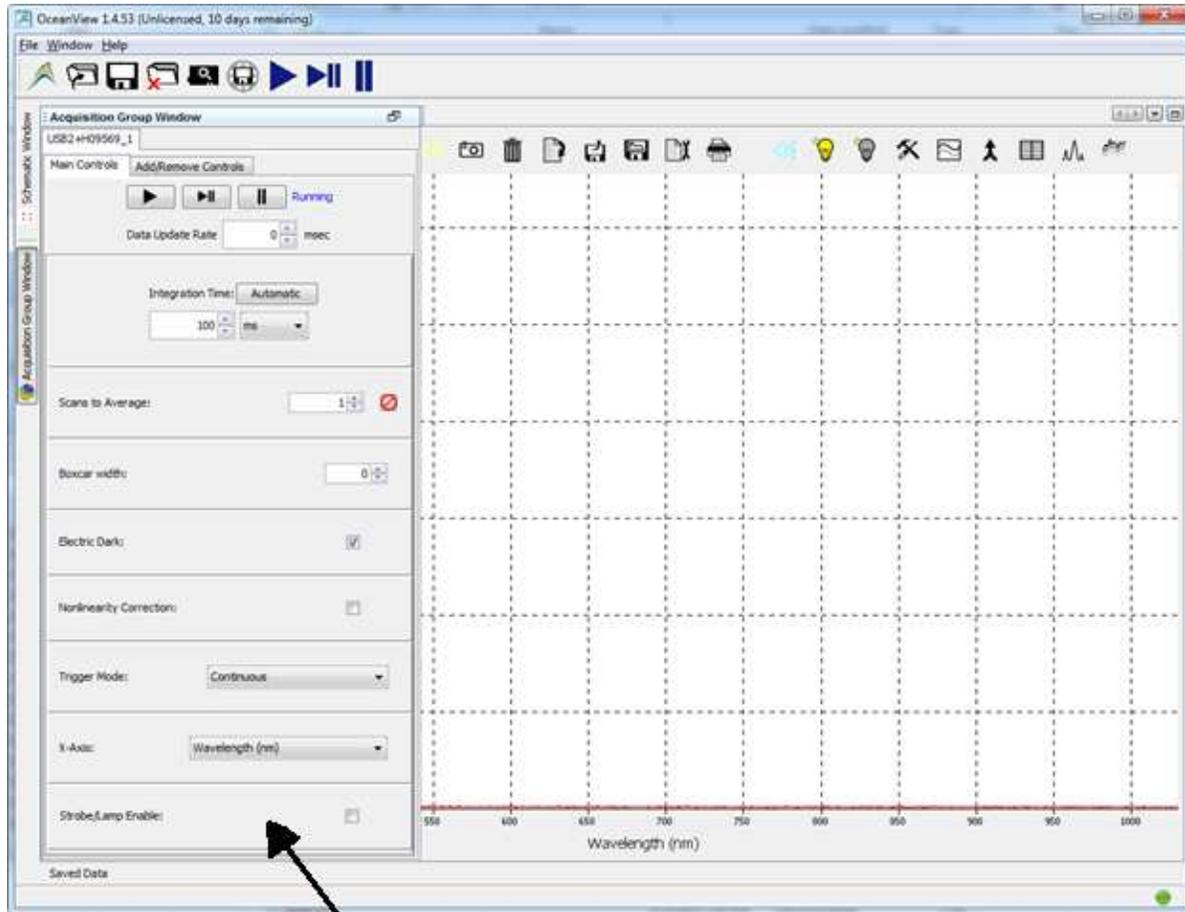 OceanView 1.4.53 (Unlicensed, 10 days remaining)
File Window Help
Schematic Window
Acquisition Group Window
Acquisition Group Window
USB2+H09569_1
Main Controls Add/Remove Controls
Running
Data Update Rate 0 msec
Integration Time: Automatic
100 ms
Scans to Average: 1
Boxcar width: 0
Electric Dark:
Nonlinearity Correction:
Trigger Mode: Continuous
X-Axis: Wavelength (nm)
Strobe/Lamp Enable:
550 600 650 700 750 800 850 900 950 1000
Wavelength (nm)
Saved Data